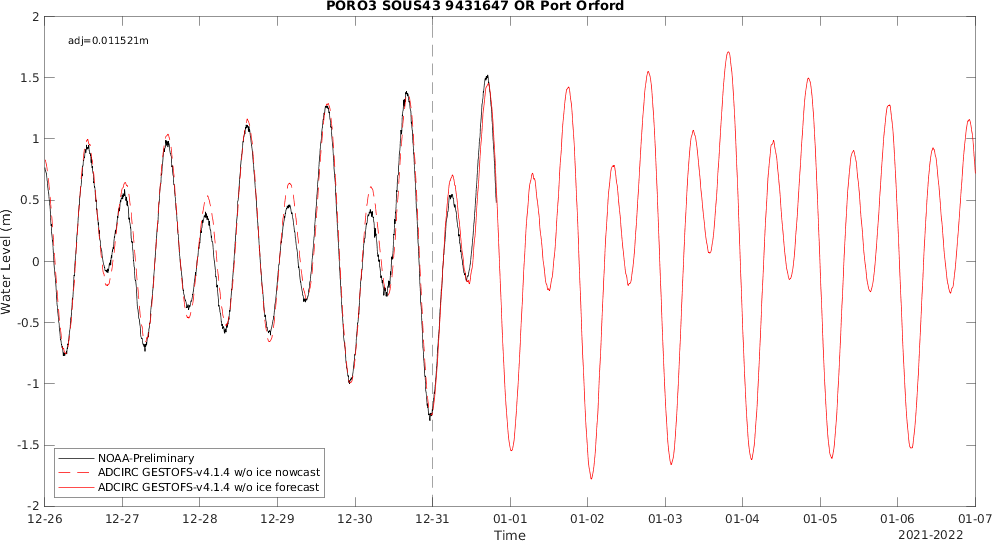 PORO3 SOUS43 9431647 OR Port Orford
adj=0.011521m
2
1.5
1
0.5
0
-0.5
-1
-1.5
-2
Water Level (m)
NOAA-Preliminary
ADCIRC GESTOFS-v4.1.4 w/o ice nowcast
ADCIRC GESTOFS-v4.1.4 w/o ice forecast
12-26 12-27 12-28 12-29 12-30 12-31 01-01 01-02 01-03 01-04 01-05 01-06 01-07
Time
2021-2022